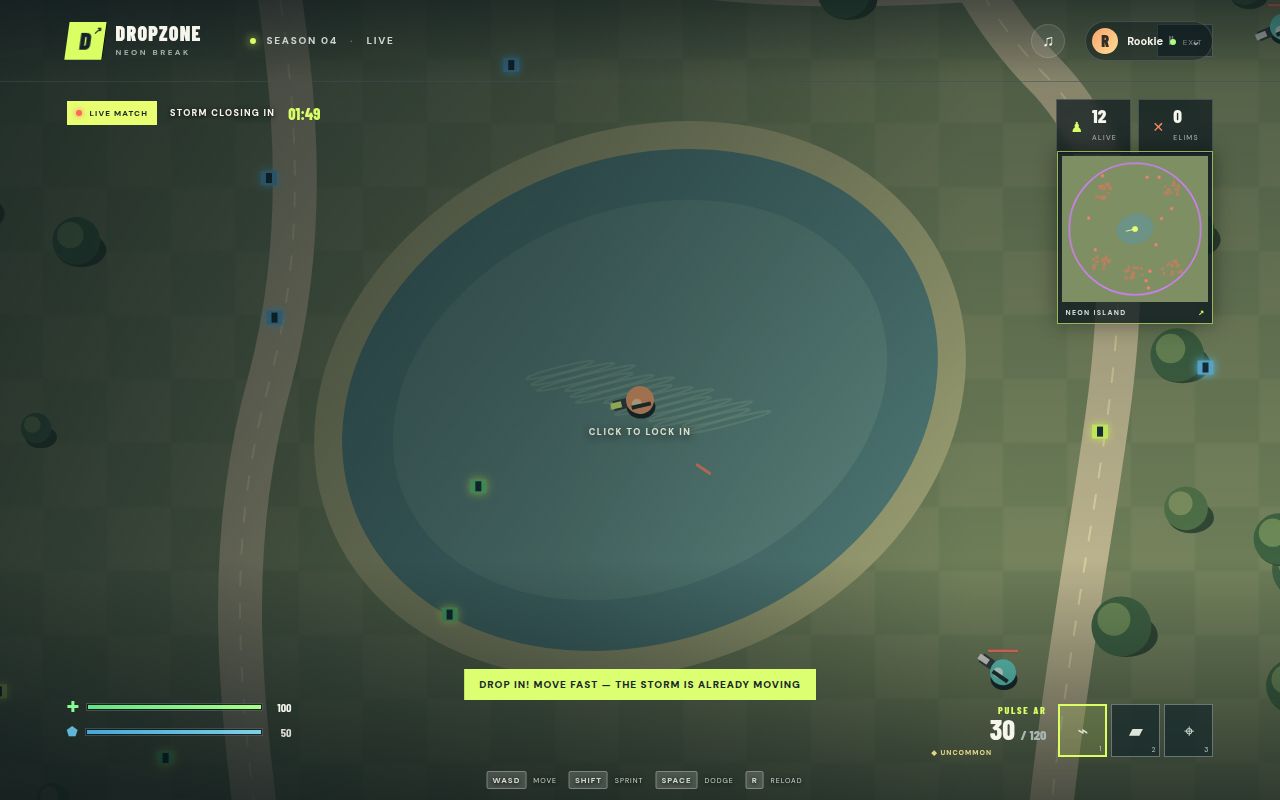 D
DROPZONE
NEON BREAK
SEASON 04 · LIVE
R
Rookie
EXIT
LIVE MATCH
STORM CLOSING IN 01:49
12
ALIVE
0
ELIMS
NEON ISLAND
CLICK TO LOCK IN
DROP IN! MOVE FAST — THE STORM IS ALREADY MOVING
100
50
PULSE AR
30 / 120
UNCOMMON
1
2
3
WASD MOVE SHIFT SPRINT SPACE DODGE R RELOAD